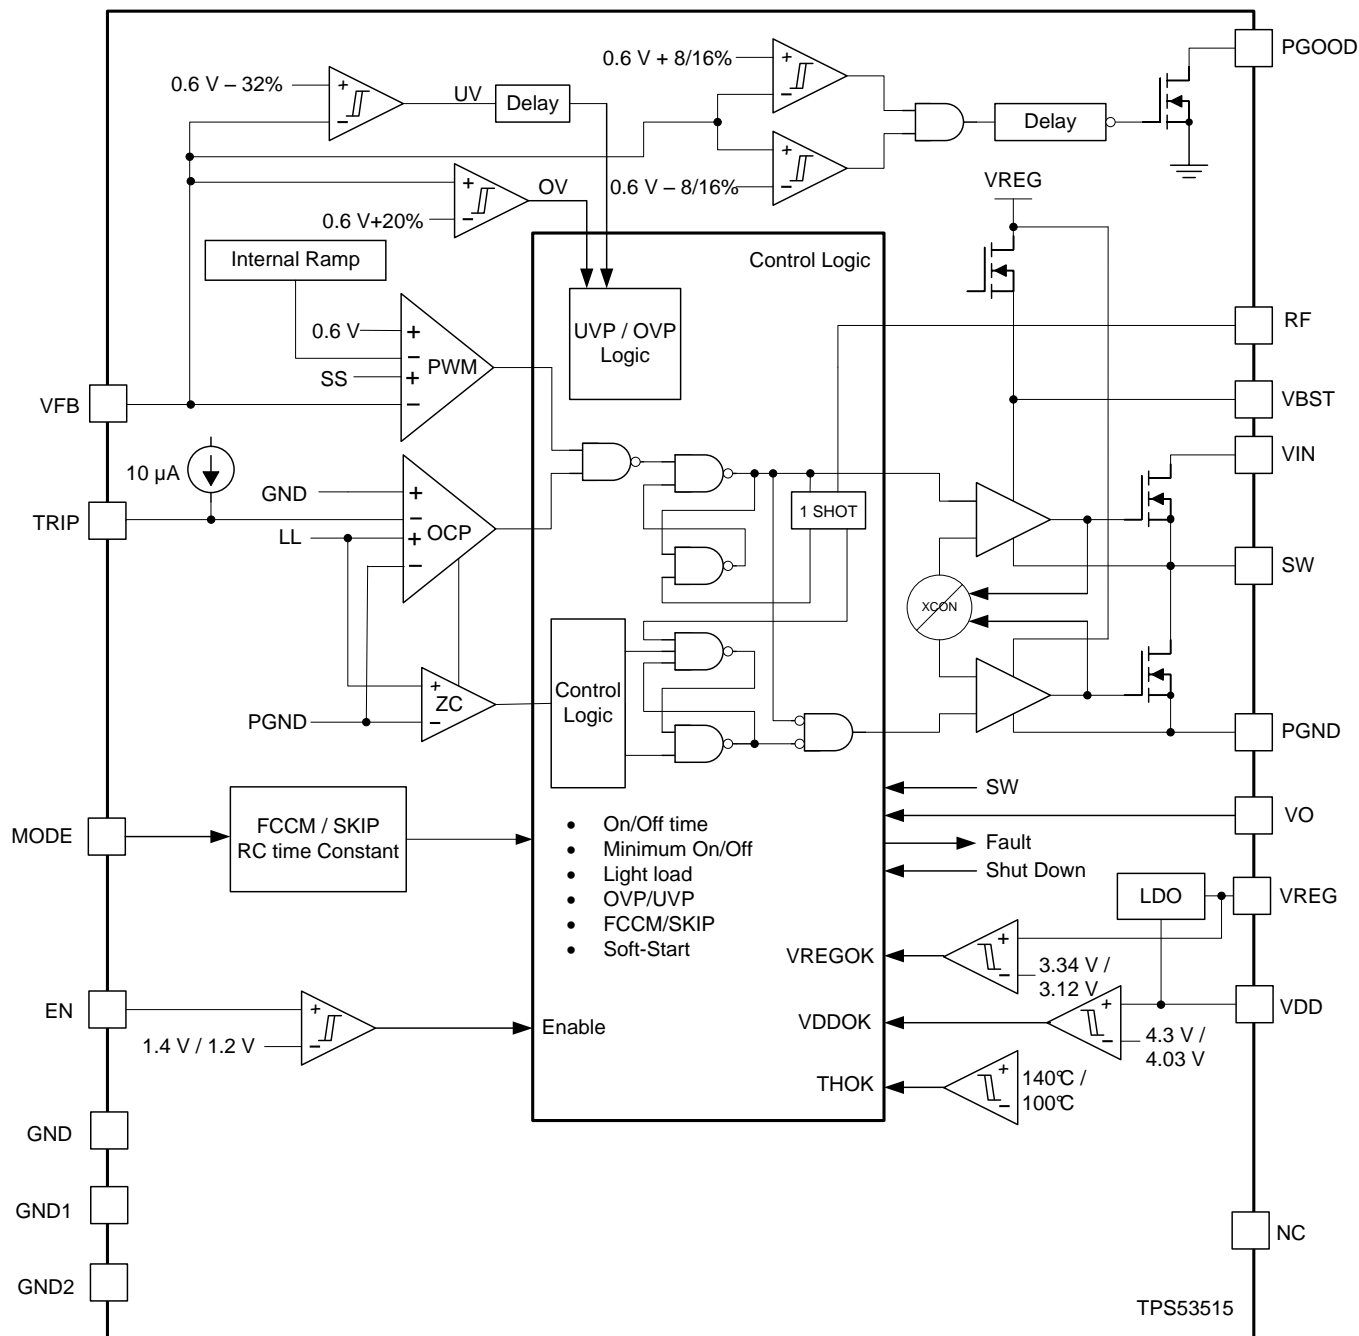 PGOOD
0.6 V + 8/16%
+
−
0.6 V – 32%
+
−
UV
Delay
Delay
+
−
0.6 V – 8/16%
VREG
+
−
OV
0.6 V+20%
Control Logic
Internal Ramp
UVP / OVP
Logic
RF
0.6 V
+
−
PWM
SS
+
−
VFB
VBST
VIN
10 µA
GND
+
−
TRIP
LL
+
OCP
−
1 SHOT
SW
XCON
Control
Logic
+
ZC
−
PGND
PGND
SW
VO
MODE
FCCM / SKIP
RC time Constant
• On/Off time
• Minimum On/Off
• Light load
• OVP/UVP
• FCCM/SKIP
• Soft-Start
Fault
Shut Down
LDO
VREG
VREGOK
+
−
3.34 V /
3.12 V
EN
+
−
1.4 V / 1.2 V
Enable
VDDOK
+
−
4.3 V /
4.03 V
VDD
THOK
+
−
140°C /
100°C
GND
GND1
NC
GND2
TPS53515